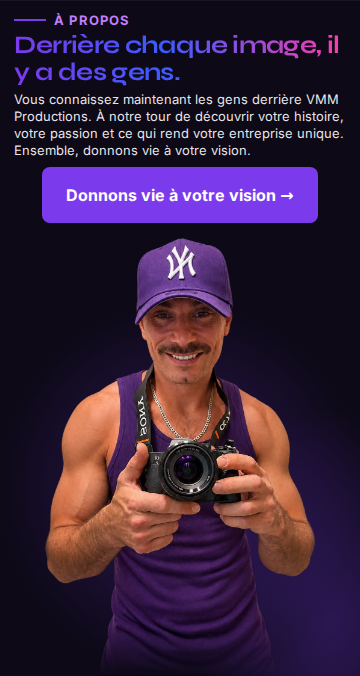 À PROPOS
Derrière chaque image, il
y a des gens.
Vous connaissez maintenant les gens derrière VMM
Productions. À notre tour de découvrir votre histoire,
votre passion et ce qui rend votre entreprise unique.
Ensemble, donnons vie à votre vision.
Donnons vie à votre vision →
NY
SONY